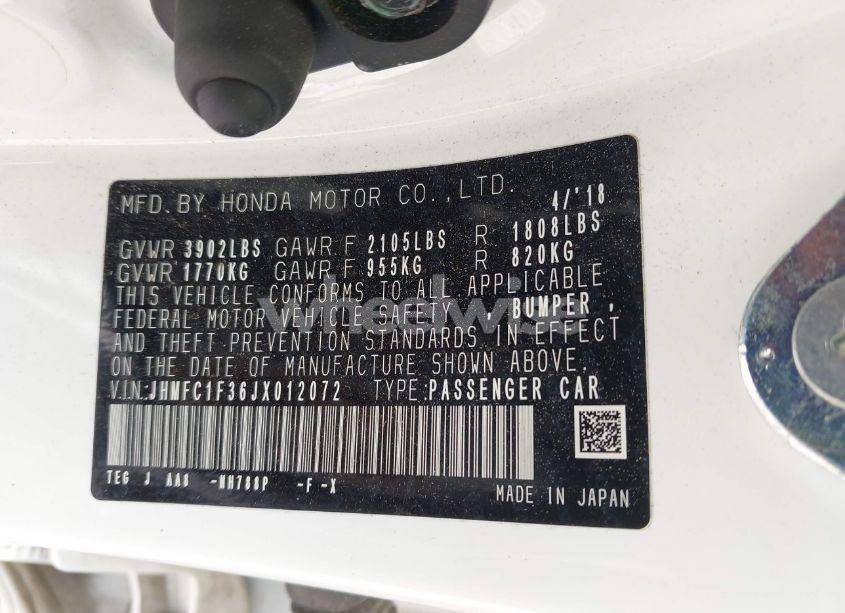 MFD. BY HONDA MOTOR CO., LTD. 4/'18
GVWR 3902LBS GAWR F 2105LBS R 1808LBS
GVWR 1770KG GAWR F 955KG R 820KG
THIS VEHICLE CONFORMS TO ALL APPLICABLE
FEDERAL MOTOR VEHICLE SAFETY, BUMPER,
AND THEFT PREVENTION STANDARDS IN EFFECT
ON THE DATE OF MANUFACTURE SHOWN ABOVE.
V.I.N.:JHMFC1F36JX012072 TYPE:PASSENGER CAR
TEG J AA8 -NH788P -F -X
MADE IN JAPAN
wheelwise